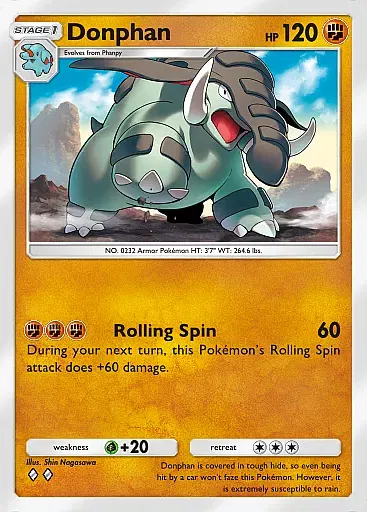 STAGE 1
Donphan
HP 120
Evolves from Phanpy
NO. 0232 Armor Pokémon HT: 3'7" WT: 264.6 lbs.
Rolling Spin 60
During your next turn, this Pokémon's Rolling Spin
attack does +60 damage.
weakness +20 retreat
Illus. Shin Nagasawa
Donphan is covered in tough hide, so even being
hit by a car won't faze this Pokémon. However, it
is extremely susceptible to rain.